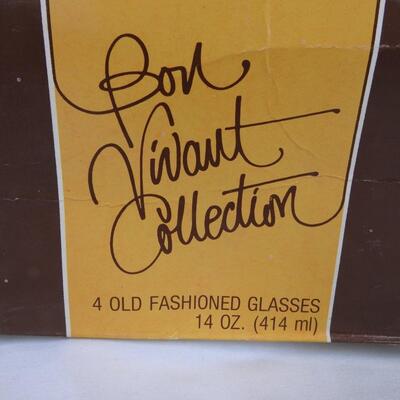 Bon
Vivant
Collection
4 OLD FASHIONED GLASSES
14 OZ. (414 ml)